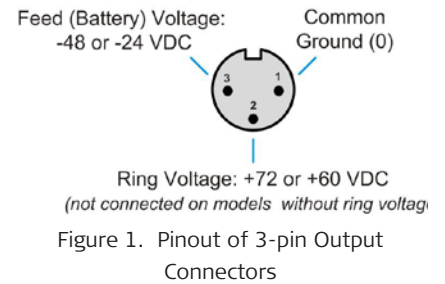 Feed (Battery) Voltage:
-48 or -24 VDC
Common
Ground (0)
3
1
2
Ring Voltage: +72 or +60 VDC
(not connected on models without ring voltag
Figure 1. Pinout of 3-pin Output
Connectors